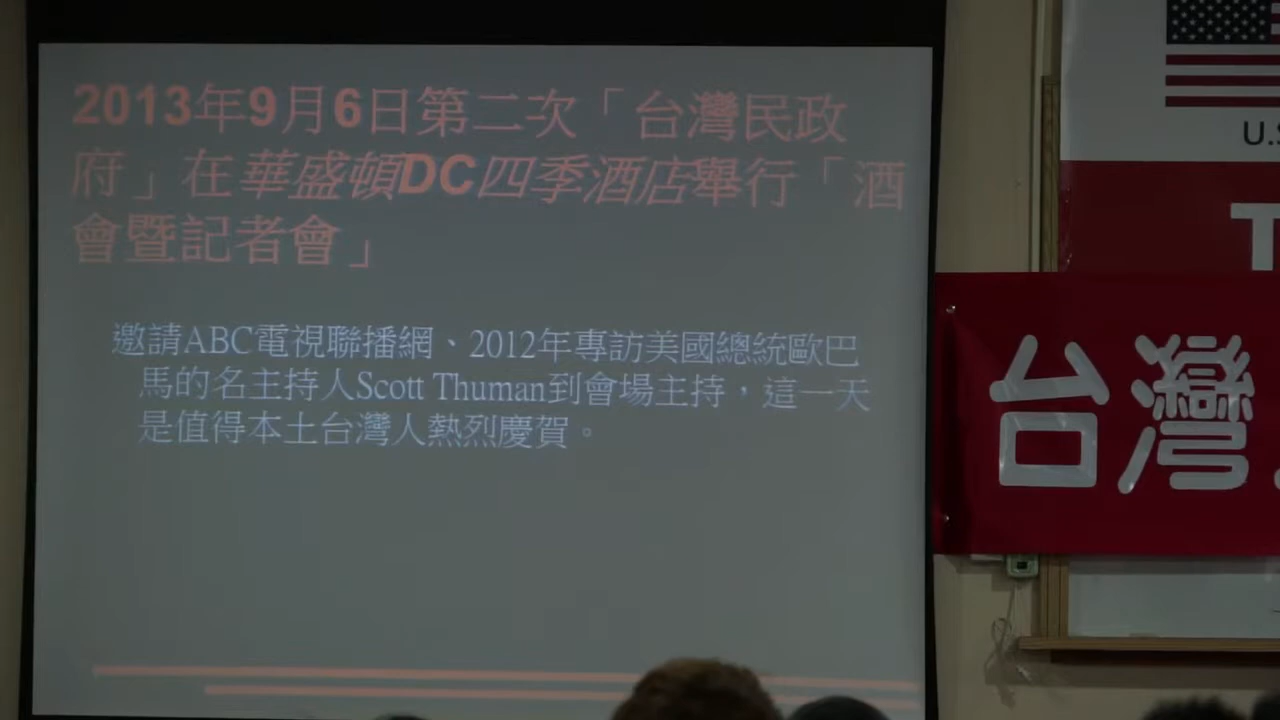 2013年9月6日第二次「台灣民政
府」在華盛頓DC四季酒店舉行「酒
會暨記者會」
邀請ABC電視聯播網、2012年專訪美國總統歐巴
馬的名主持人Scott Thuman到會場主持，這一天
是值得本土台灣人熱烈慶賀。
U.S
T
台灣